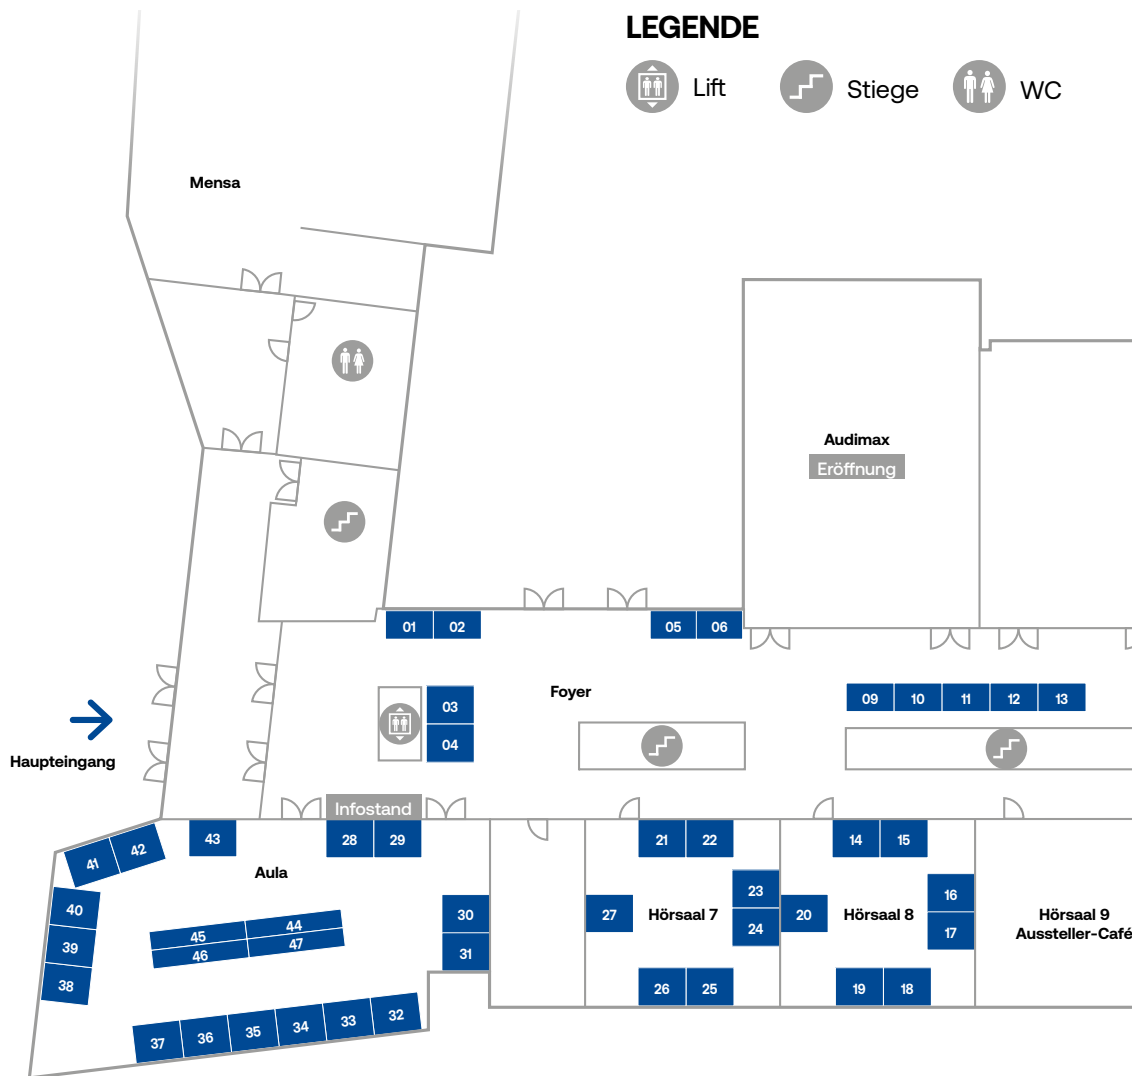 LEGENDE
Lift
Stiege
WC
Mensa
Audimax
Eröffnung
01 02
05 06
Foyer
03
04
09 10 11 12 13
Haupteingang
Infostand
43
28 29
21 22
14 15
41 42
Aula
40
39
38
45 44
46 47
30
31
27
Hörsaal 7
23
24
20
Hörsaal 8
16
17
Hörsaal 9
Aussteller-Café
26 25
19 18
37 36 35 34 33 32